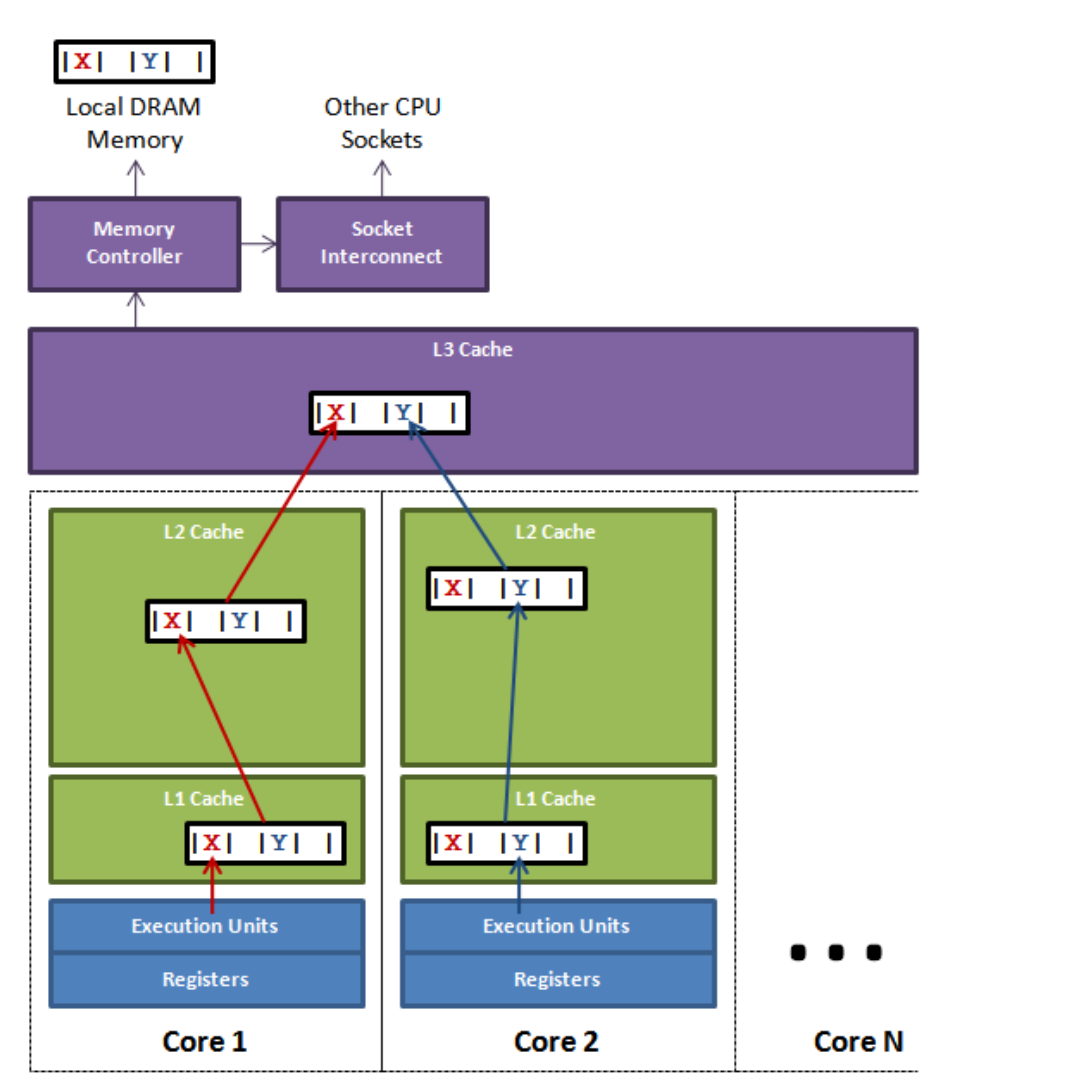 |X| |Y| |
Local DRAM
Memory
Other CPU
Sockets
Memory
Controller
Socket
Interconnect
L3 Cache
|X| |Y| |
L2 Cache
|X| |Y| |
L2 Cache
|X| |Y| |
L1 Cache
|X| |Y| |
L1 Cache
|X| |Y| |
Execution Units
Registers
Execution Units
Registers
...
Core 1
Core 2
Core N